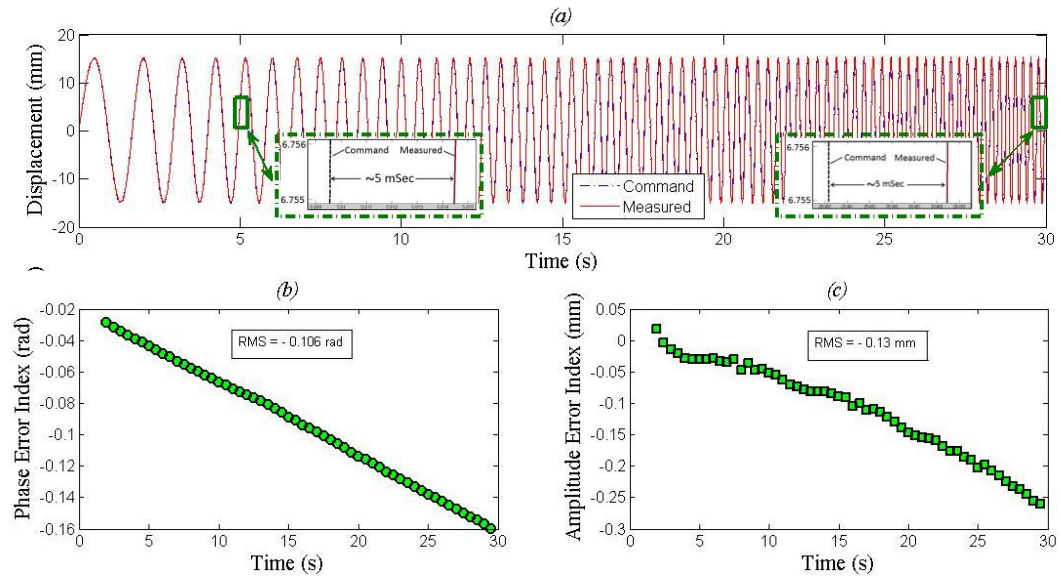 (a)
Displacement (mm)
20
10
0
-10
-20
6.756
Command Measured
~5 mSec
6.755
Command
Measured
6.756
Command Measured
~5 mSec
6.755
0 5 10 15 20 25 30
Time (s)
)
(b)
Phase Error Index (rad)
-0.02
-0.04
-0.06
-0.08
-0.1
-0.12
-0.14
-0.16
RMS = - 0.106 rad
0 5 10 15 20 25 30
Time (s)
(c)
Amplitude Error Index (mm)
0.05
0
-0.05
-0.1
-0.15
-0.2
-0.25
-0.3
RMS = - 0.13 mm
0 5 10 15 20 25 30
Time (s)